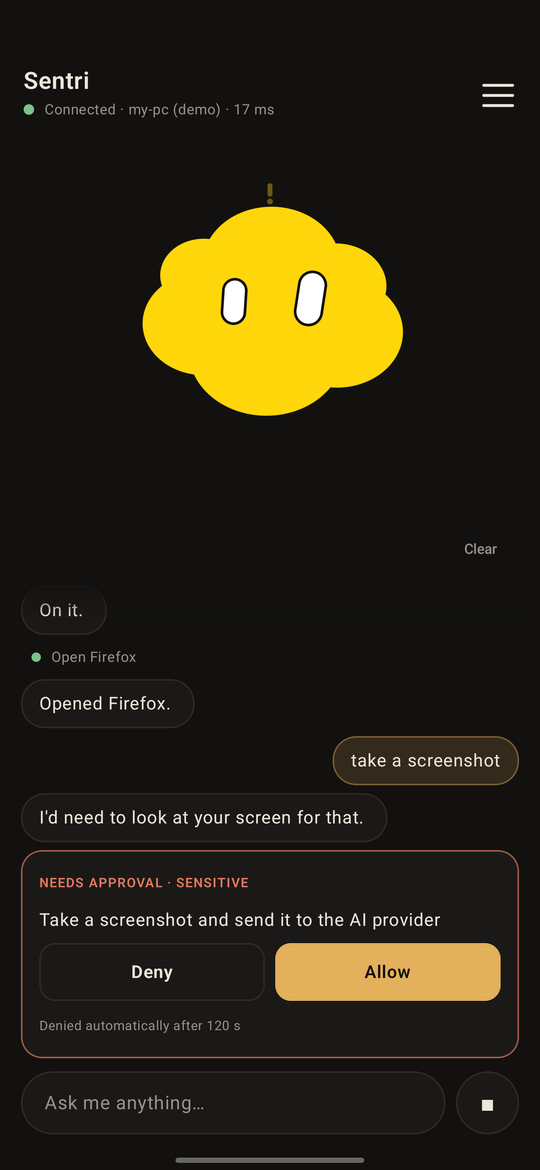 Sentri
Connected · my-pc (demo) · 17 ms
!
Clear
On it.
Open Firefox
Opened Firefox.
take a screenshot
I'd need to look at your screen for that.
NEEDS APPROVAL · SENSITIVE
Take a screenshot and send it to the AI provider
Deny
Allow
Denied automatically after 120 s
Ask me anything…